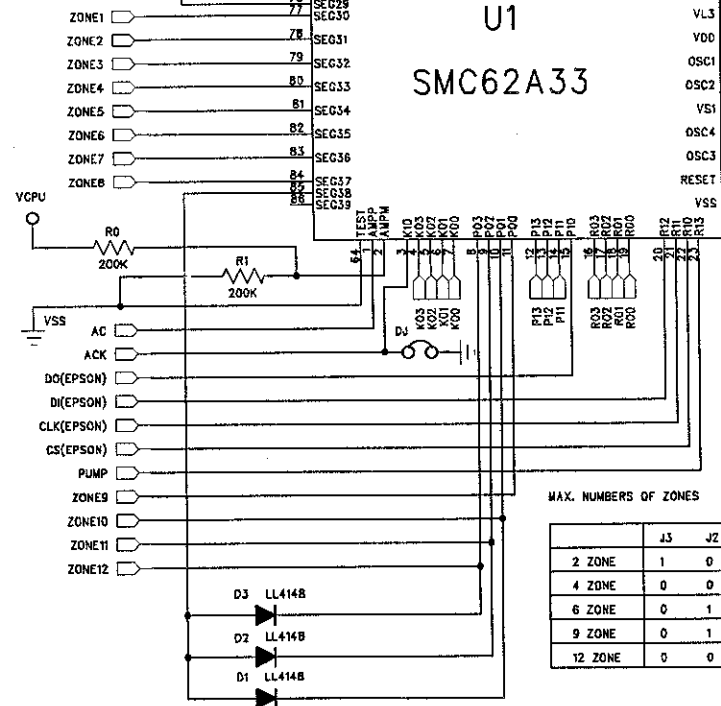 SEG29
ZONE1 77 SEG30
ZONE2 78 SEG31
ZONE3 79 SEG32
ZONE4 80 SEG33
ZONE5 81 SEG34
ZONE6 82 SEG35
ZONE7 83 SEG36
ZONE8 84 SEG37
85 SEG38
86 SEG39
U1
SMC62A33
VL3
VDD
OSC1
OSC2
VS1
OSC4
OSC3
RESET
VSS
TEST AMPP AMPM K10 K03 K02 K01 K00 P03 P02 P01 P00 P13 P12 P11 P10 R03 R02 R01 R00 R12 R11 R10 R13
64 1 2 3 4 5 6 7 8 9 10 11 12 13 14 15 16 17 18 19 20 21 22 23
K03 K02 K01 K00 P13 P12 P11 R03 R02 R01 R00
VCPU
R0
200K
R1
200K
VSS
AC
ACK
DJ
DO(EPSON)
DI(EPSON)
CLK(EPSON)
CS(EPSON)
PUMP
ZONE9
ZONE10
ZONE11
ZONE12
D3 LL4148
D2 LL4148
D1 LL4148
MAX. NUMBERS OF ZONES
J3 J2
2 ZONE 1 0
4 ZONE 0 0
6 ZONE 0 1
9 ZONE 0 1
12 ZONE 0 0